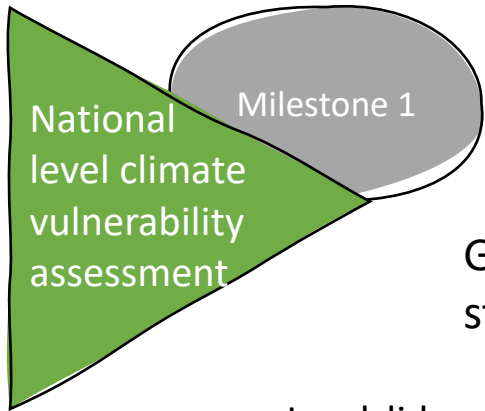 National
level climate
vulnerability
assessment
Milestone 1